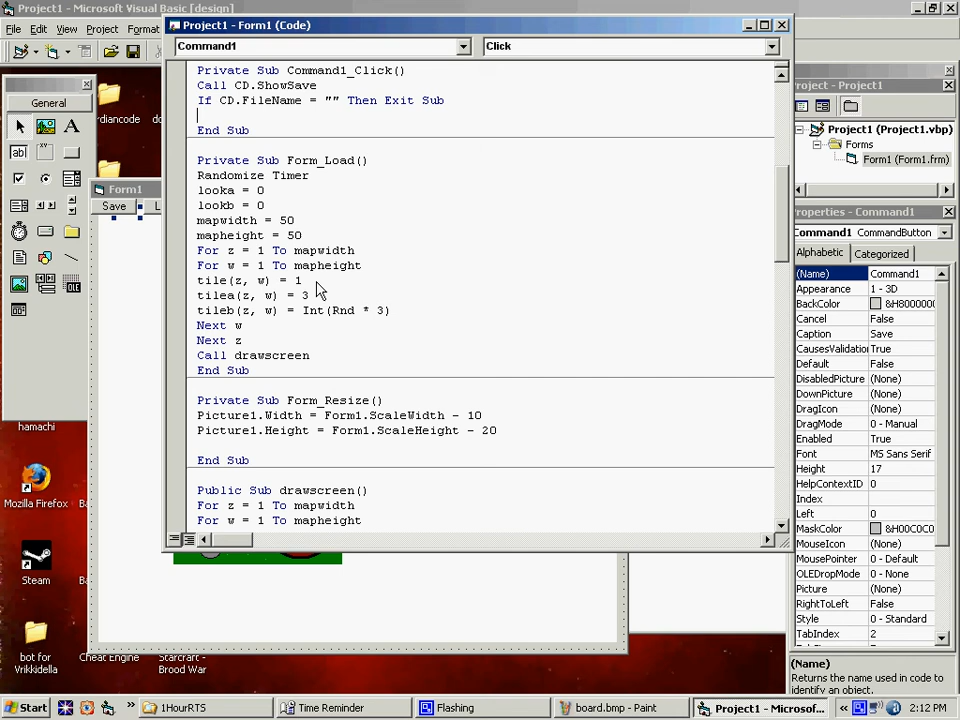 Project1 - Microsoft Visual Basic [design]
File Edit View Project Format
General
Project1 - Form1 (Code)
Command1
Click
Private Sub Command1_Click()
Call CD.ShowSave
If CD.FileName = "" Then Exit Sub
End Sub
Private Sub Form_Load()
Randomize Timer
looka = 0
lookb = 0
mapwidth = 50
mapheight = 50
For z = 1 To mapwidth
For w = 1 To mapheight
tile(z, w) = 1
tilea(z, w) = 3
tileb(z, w) = Int(Rnd * 3)
Next w
Next z
Call drawscreen
End Sub
Private Sub Form_Resize()
Picture1.Width = Form1.ScaleWidth - 10
Picture1.Height = Form1.ScaleHeight - 20
End Sub
Public Sub drawscreen()
For z = 1 To mapwidth
For w = 1 To mapheight
rdiancode
Form1
Save L
hamachi
Mozilla Firefox
Steam
bot for
Vrikkidella
Cheat Engine
Starcraft -
Brood War
Project - Project1
Project1 (Project1.vbp)
Forms
Form1 (Form1.frm)
Properties - Command1
Command1 CommandButton
Alphabetic Categorized
(Name) Command1
Appearance 1 - 3D
BackColor &H8000000
Cancel False
Caption Save
CausesValidation True
Default False
DisabledPicture (None)
DownPicture (None)
DragIcon (None)
DragMode 0 - Manual
Enabled True
Font MS Sans Serif
Height 17
HelpContextID 0
Index
Left 0
MaskColor &H00C0C0
MouseIcon (None)
MousePointer 0 - Default
OLEDropMode 0 - None
Picture (None)
RightToLeft False
Style 0 - Standard
TabIndex 2
(Name)
Returns the name used in code to
identify an object.
Start
1HourRTS
Time Reminder
Flashing
board.bmp - Paint
Project1 - Microsoft...
2:12 PM